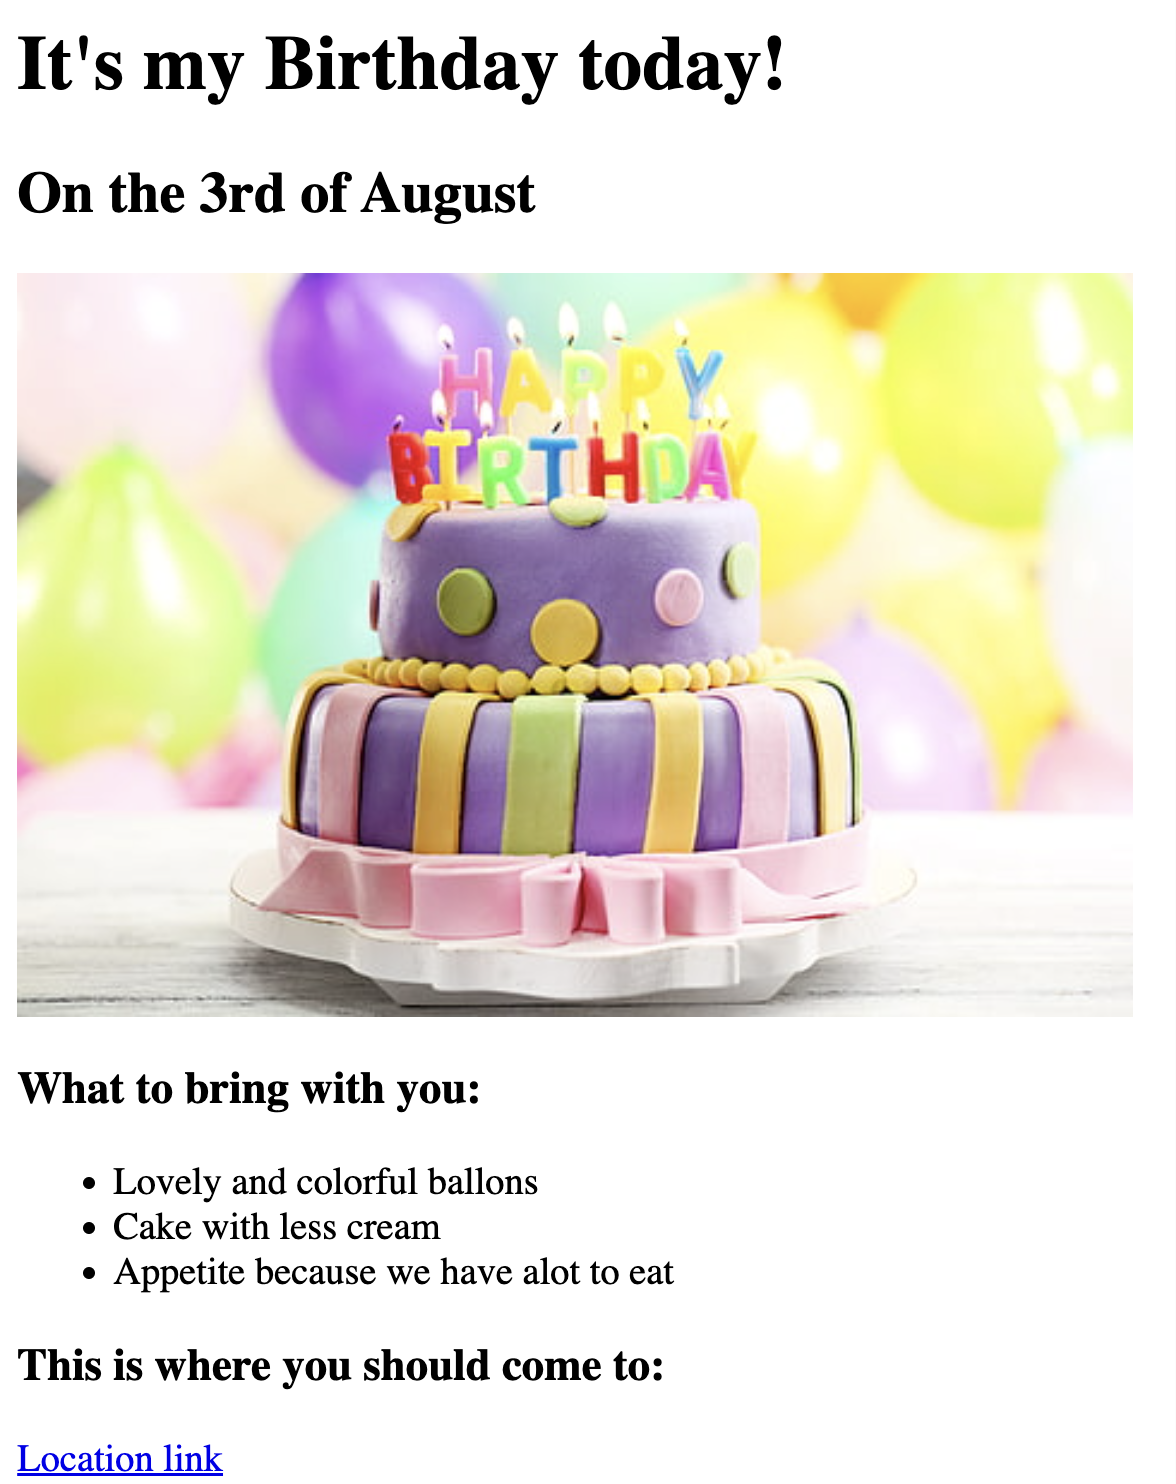 It's my Birthday today!
On the 3rd of August
HAPPY
BIRTHDAY
What to bring with you:
Lovely and colorful ballons
Cake with less cream
Appetite because we have alot to eat
This is where you should come to:
Location link